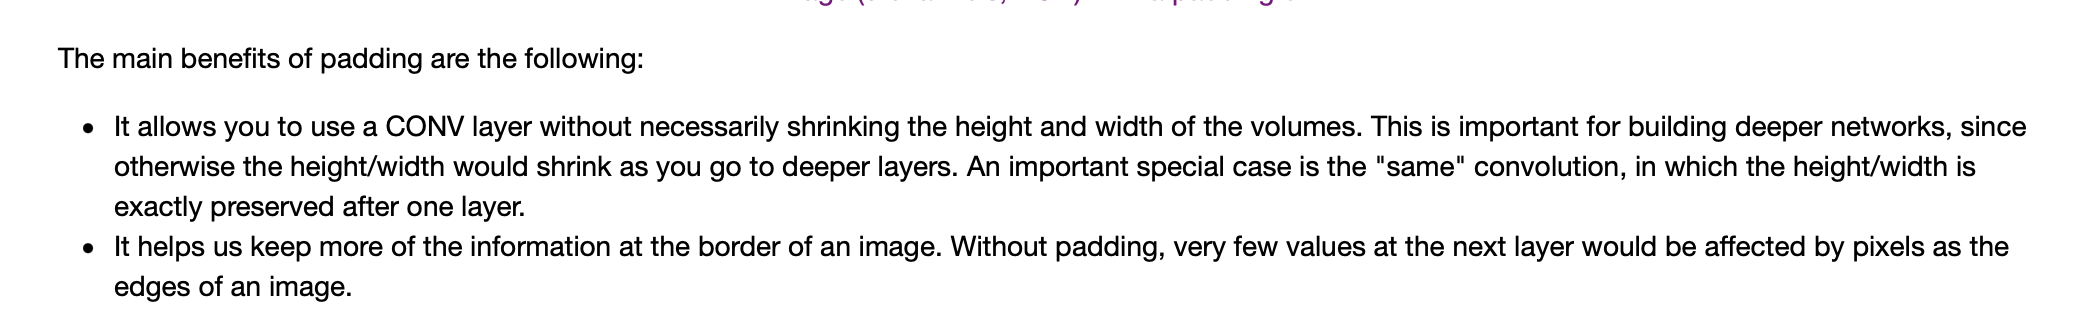 The main benefits of padding are the following:
• It allows you to use a CONV layer without necessarily shrinking the height and width of the volumes. This is important for building deeper networks, since
otherwise the height/width would shrink as you go to deeper layers. An important special case is the "same" convolution, in which the height/width is
exactly preserved after one layer.
• It helps us keep more of the information at the border of an image. Without padding, very few values at the next layer would be affected by pixels as the
edges of an image.